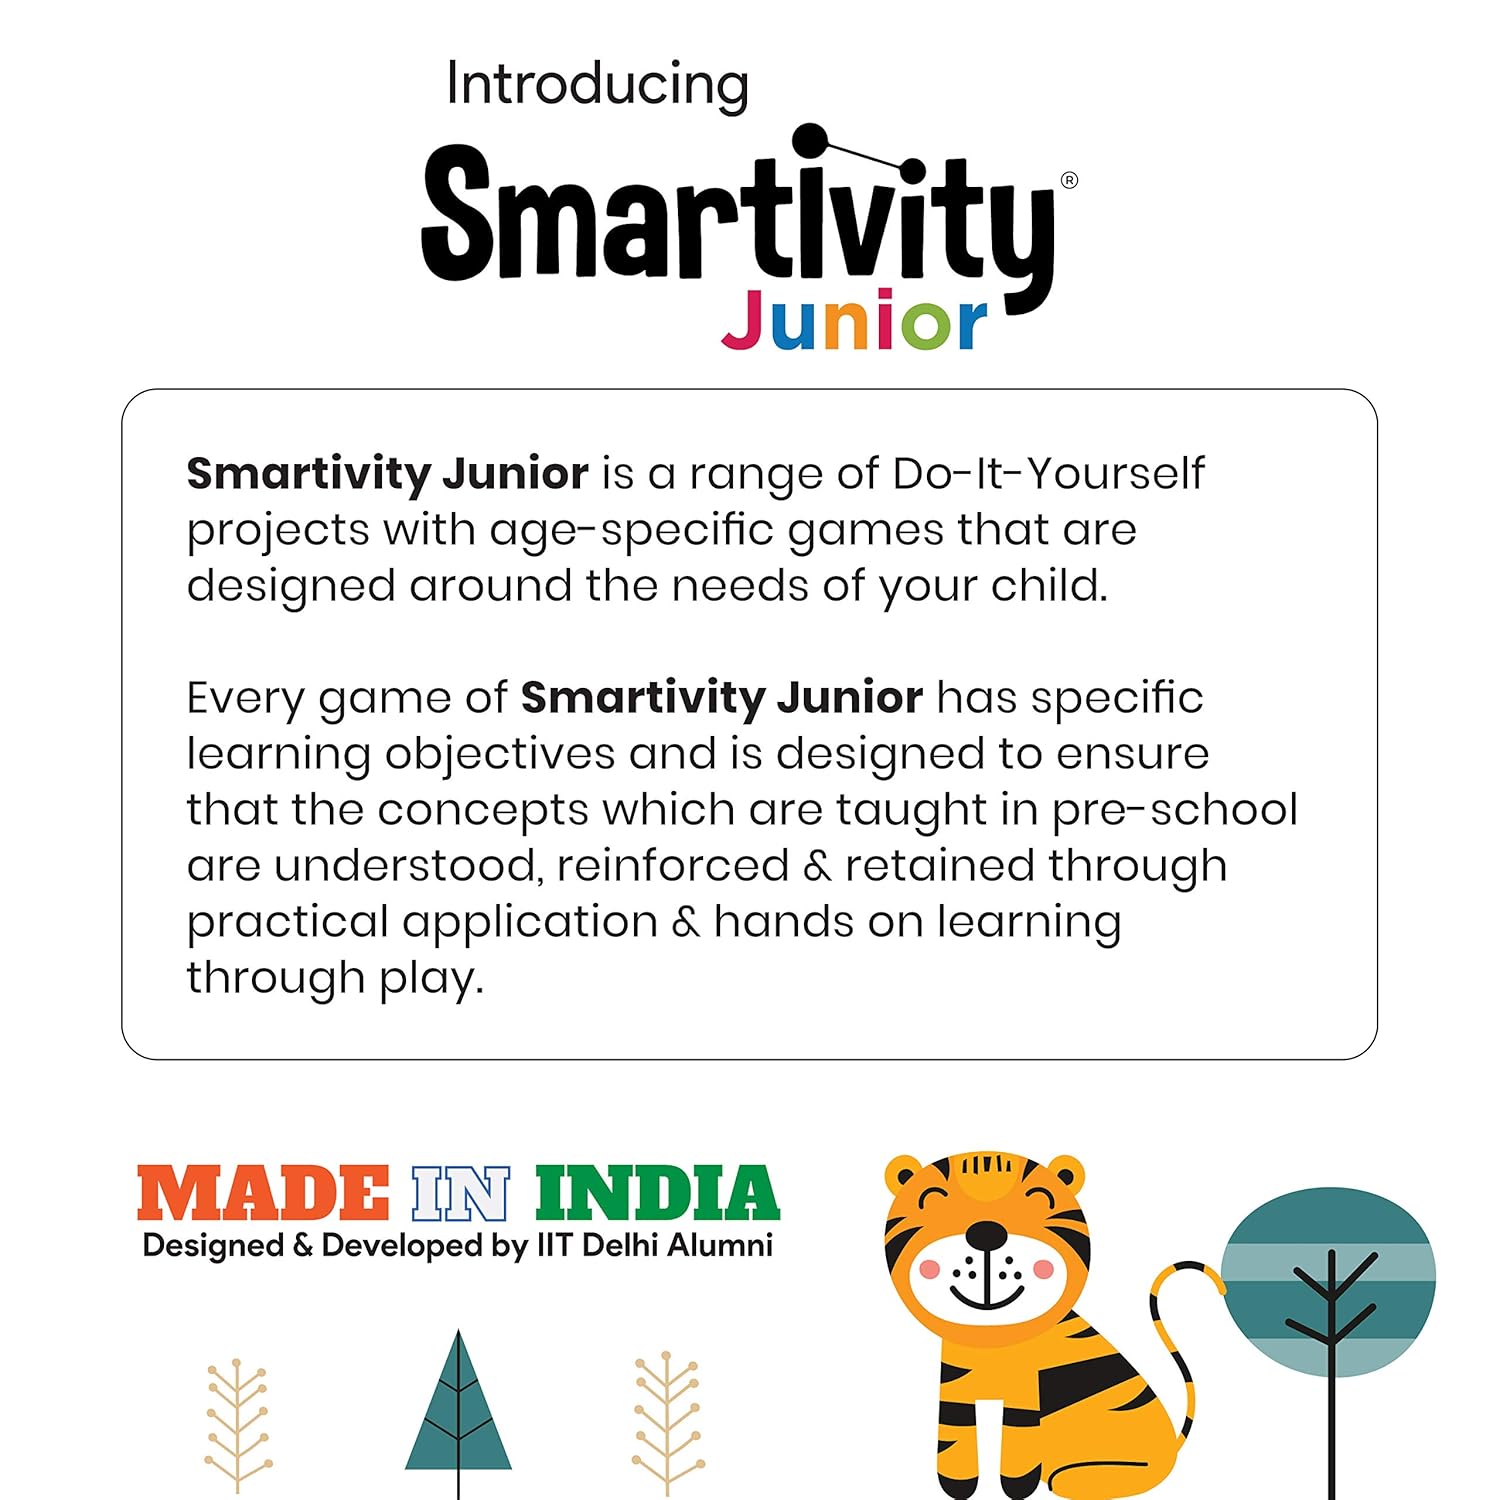 Introducing
Smartivity®
Junior
Smartivity Junior is a range of Do-It-Yourself
projects with age-specific games that are
designed around the needs of your child.
Every game of Smartivity Junior has specific
learning objectives and is designed to ensure
that the concepts which are taught in pre-school
are understood, reinforced & retained through
practical application & hands on learning
through play.
MADE IN INDIA
Designed & Developed by IIT Delhi Alumni